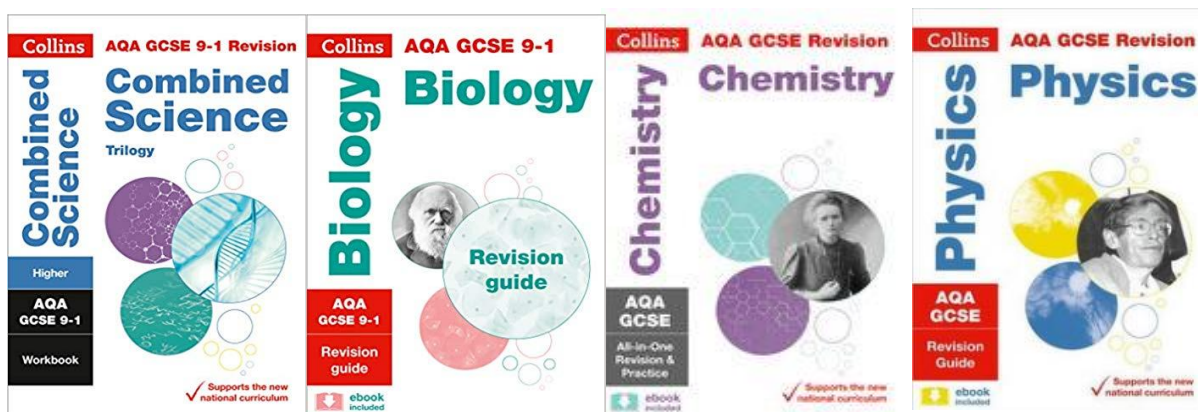 Collins
AQA GCSE 9-1 Revision
Combined
Science
Trilogy
Combined
Science
Higher
AQA
GCSE 9-1
Workbook
Supports the new
national curriculum
Collins
AQA GCSE 9-1
Biology
Biology
Revision
guide
AQA
GCSE 9-1
Revision
guide
ebook
included
Collins
AQA GCSE Revision
Chemistry
Chemistry
AQA
GCSE
All-in-One
Revision &
Practice
ebook
included
Supports the new
national curriculum
Collins
AQA GCSE Revision
Physics
Physics
AQA
GCSE
Revision
Guide
ebook
included
Supports the new
national curriculum